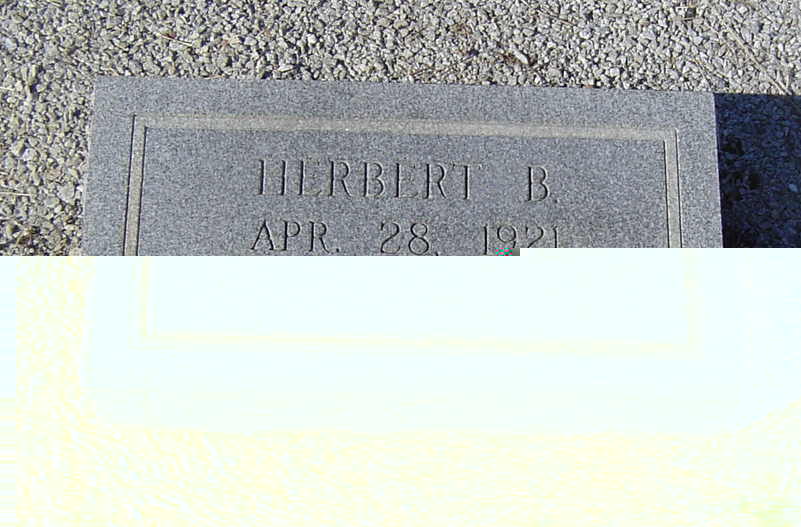 HERBERT B.
APR. 28, 1921